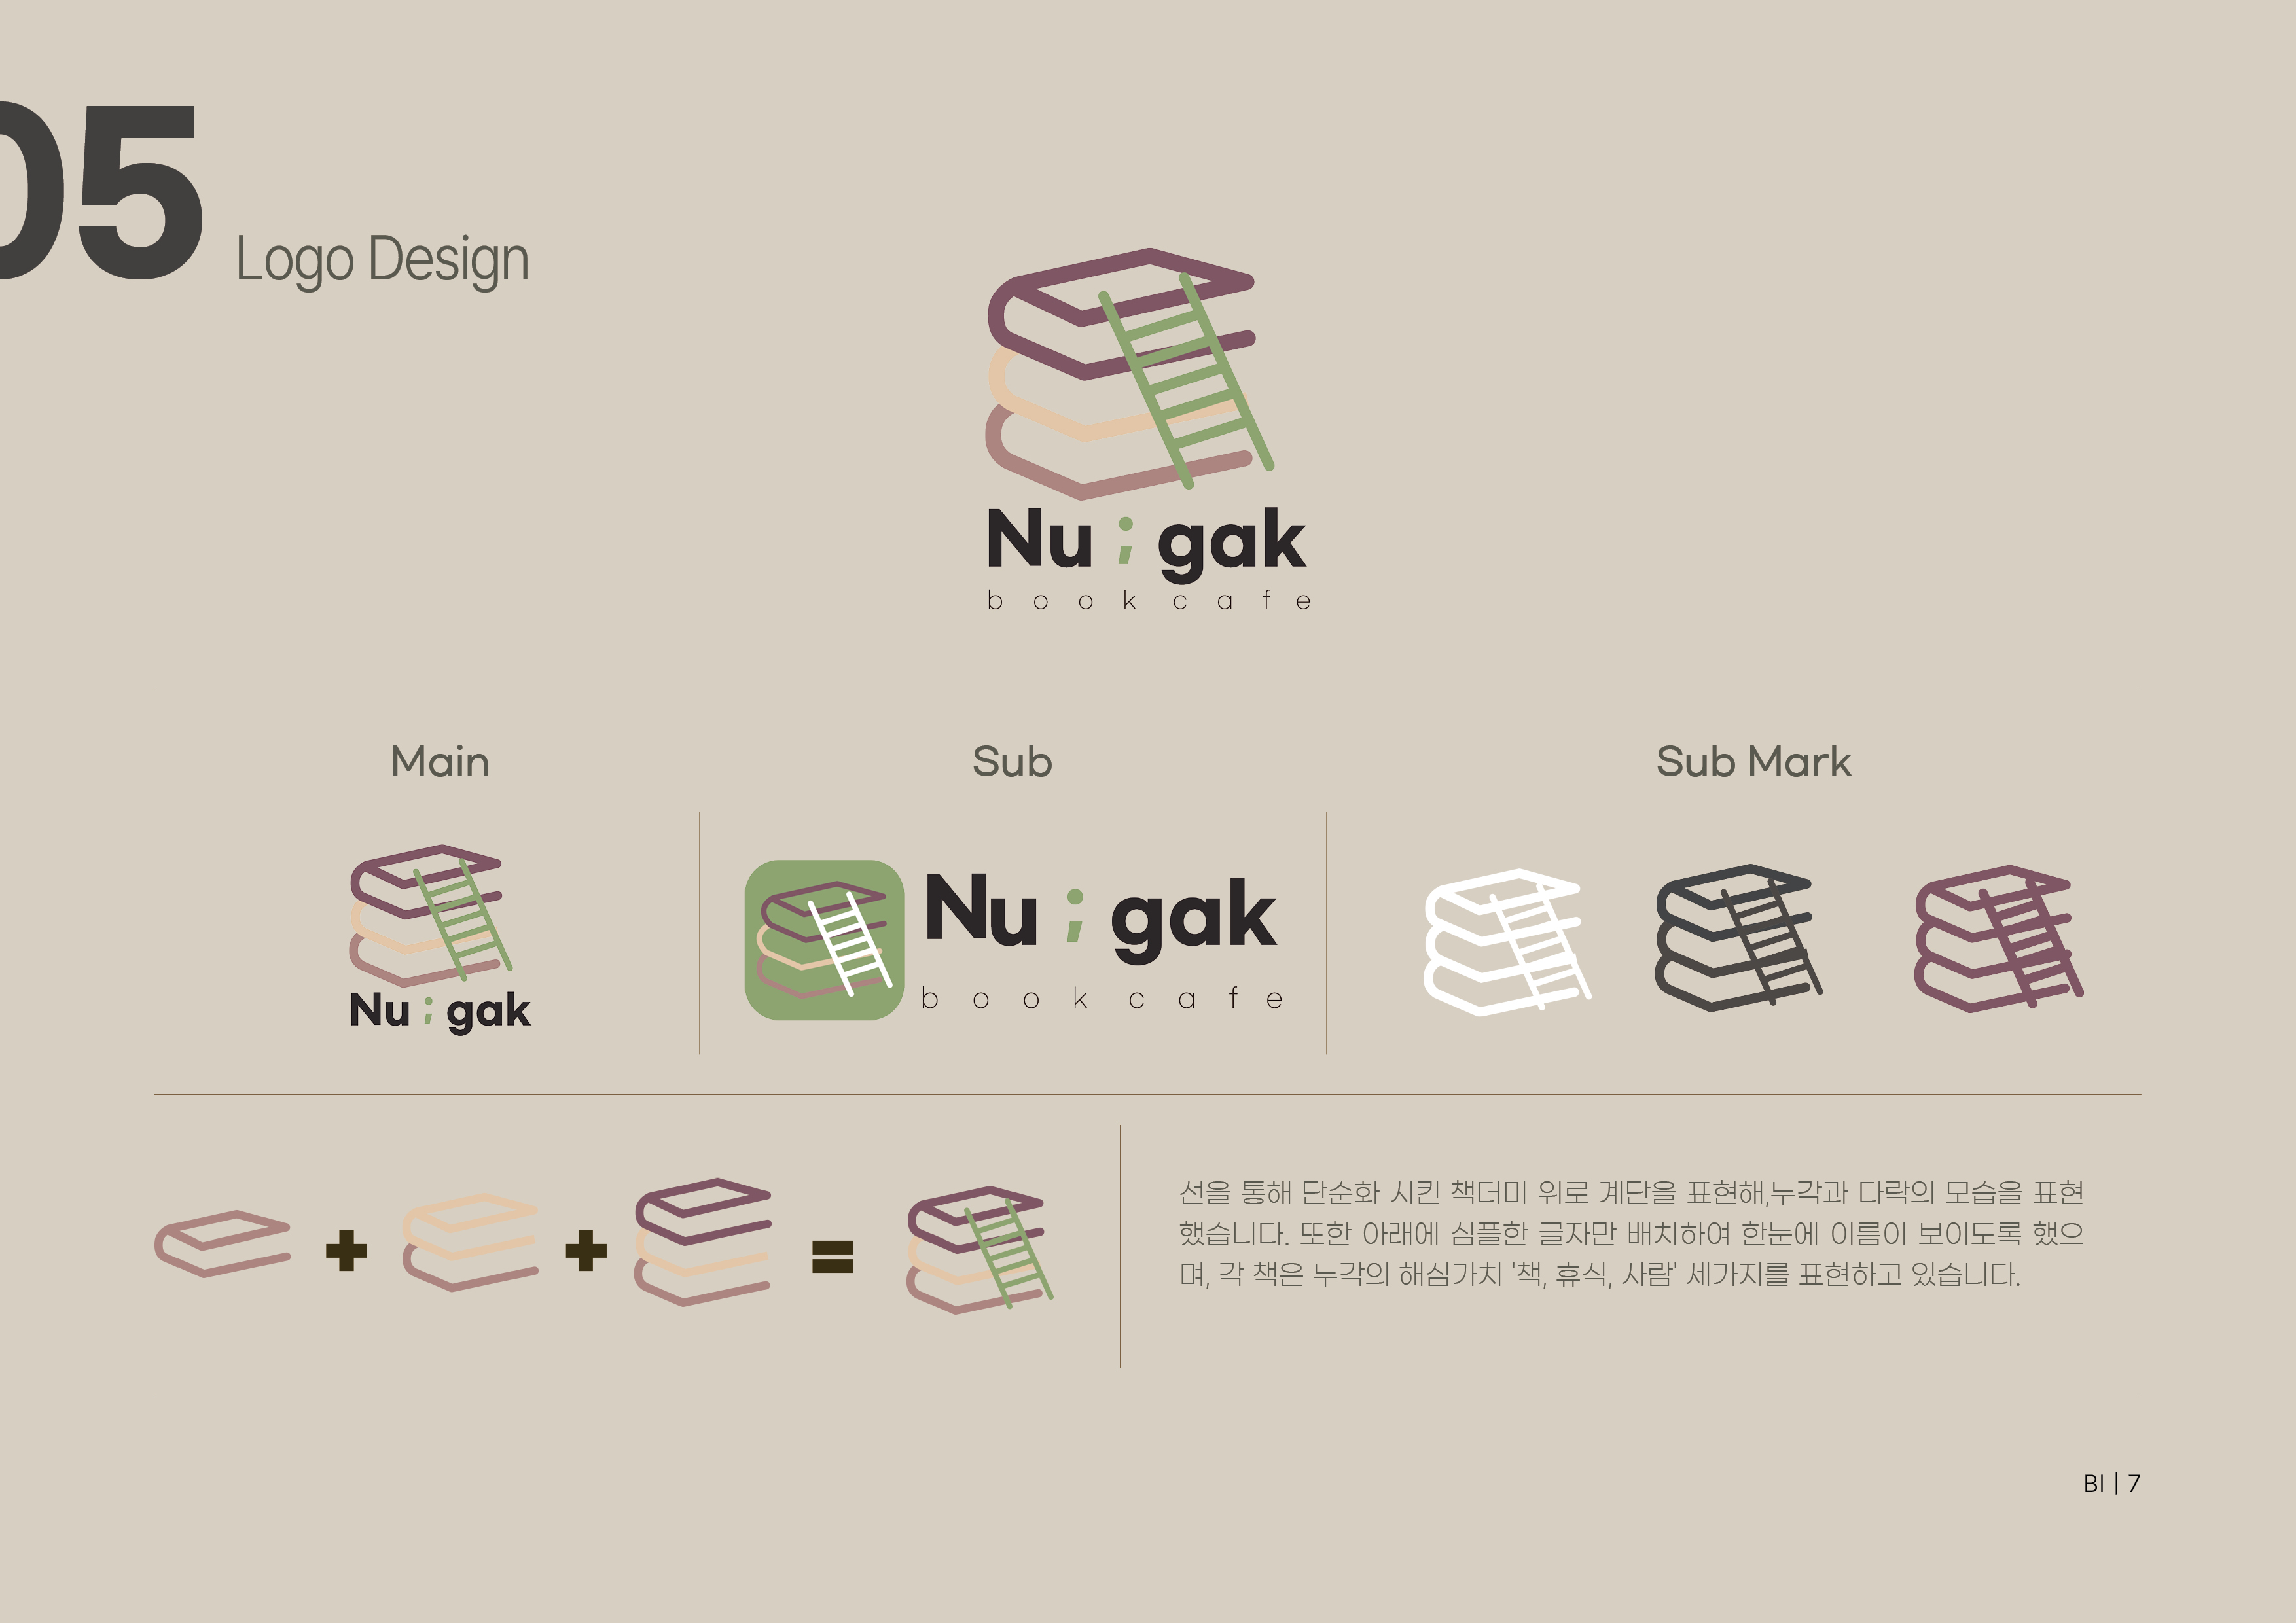 05
Logo Design
Nu ; gak
b o o k c a f e
Main
Sub
Sub Mark
Nu ; gak
Nu ; gak
b o o k c a f e
선을 통해 단순화 시킨 책더미 위로 계단을 표현해,누각과 다락의 모습을 표현
했습니다. 또한 아래에 심플한 글자만 배치하여 한눈에 이름이 보이도록 했으
며, 각 책은 누각의 해심가치 '책, 휴식, 사람' 세가지를 표현하고 있습니다.
BI | 7